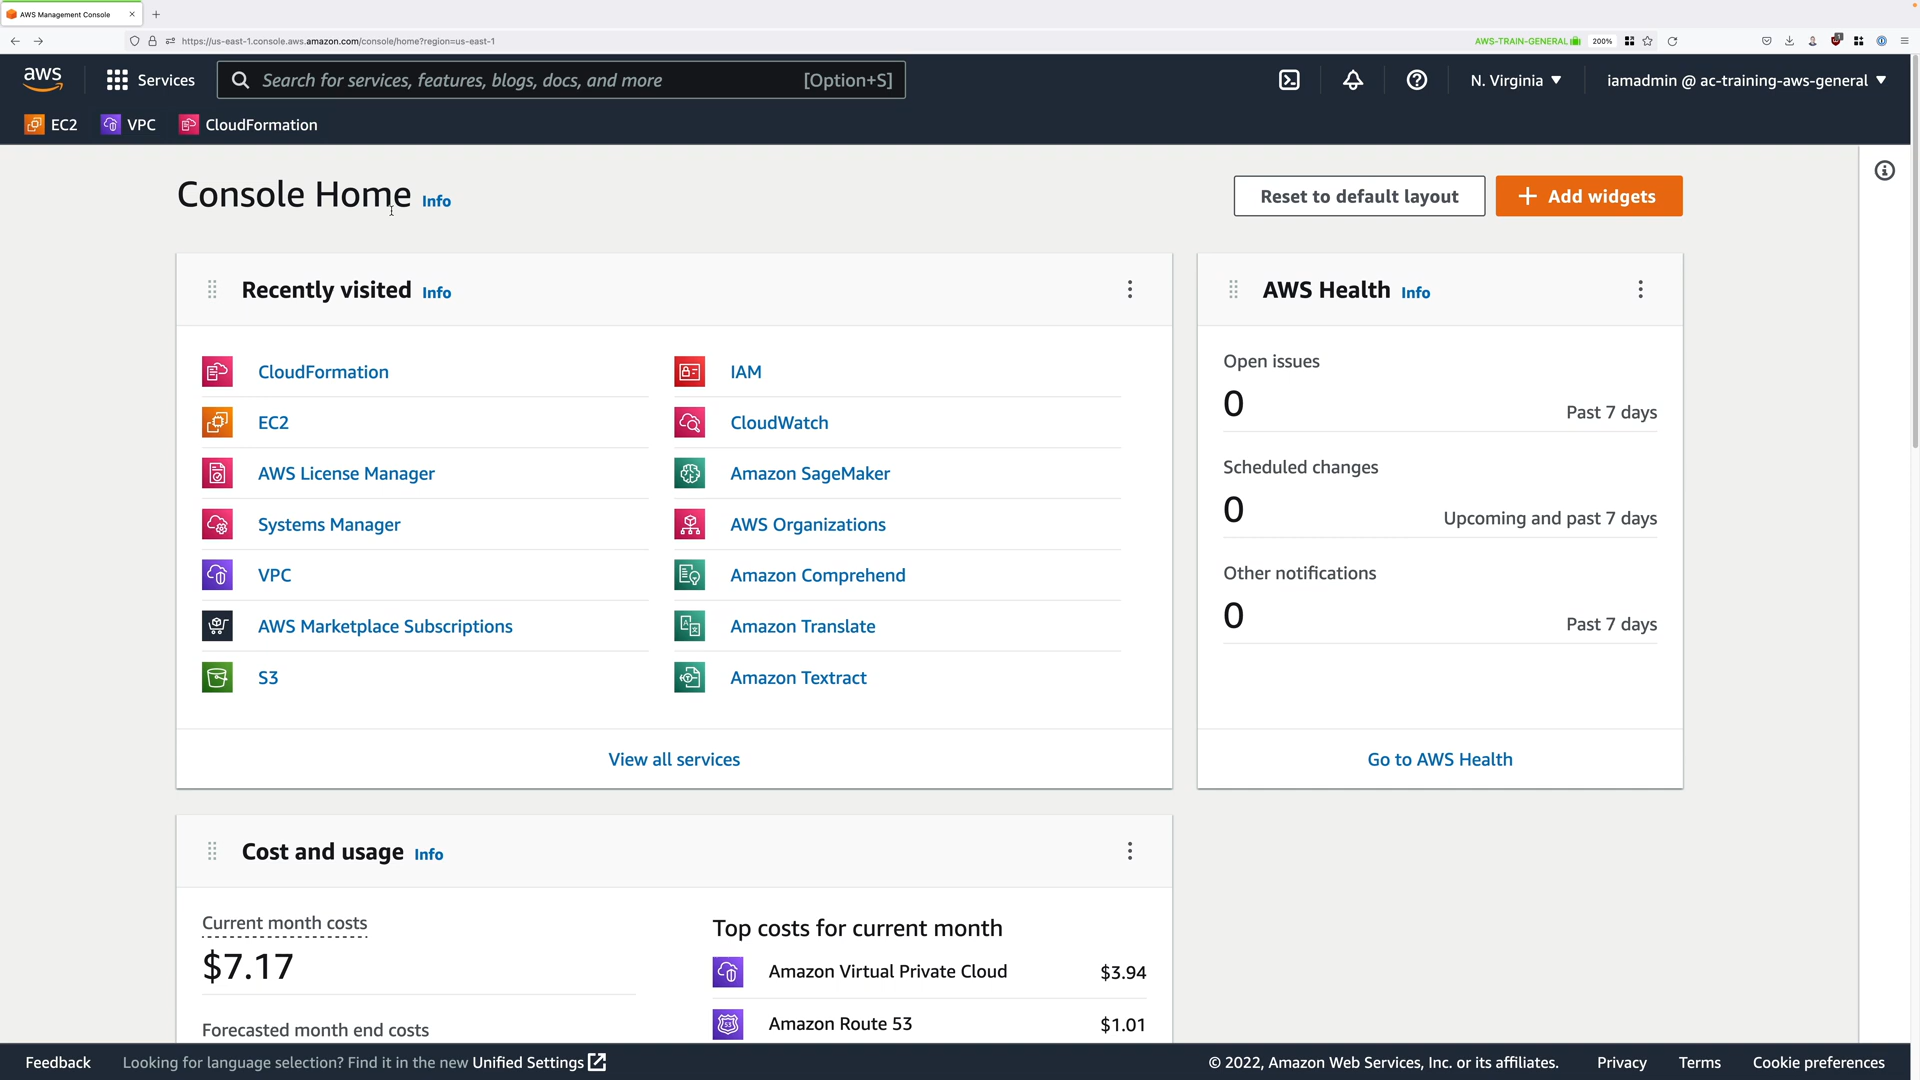 AWS Management Console
https://us-east-1.console.aws.amazon.com/console/home?region=us-east-1
AWS-TRAIN-GENERAL
200%
aws
Services
Search for services, features, blogs, docs, and more
[Option+S]
N. Virginia
iamadmin @ ac-training-aws-general
EC2
VPC
CloudFormation
Console Home Info
Reset to default layout
Add widgets
Recently visited Info
CloudFormation
EC2
AWS License Manager
Systems Manager
VPC
AWS Marketplace Subscriptions
S3
IAM
CloudWatch
Amazon SageMaker
AWS Organizations
Amazon Comprehend
Amazon Translate
Amazon Textract
View all services
AWS Health Info
Open issues
0
Past 7 days
Scheduled changes
0
Upcoming and past 7 days
Other notifications
0
Past 7 days
Go to AWS Health
Cost and usage Info
Current month costs
$7.17
Forecasted month end costs
Top costs for current month
Amazon Virtual Private Cloud $3.94
Amazon Route 53 $1.01
Feedback
Looking for language selection? Find it in the new Unified Settings
© 2022, Amazon Web Services, Inc. or its affiliates.
Privacy
Terms
Cookie preferences